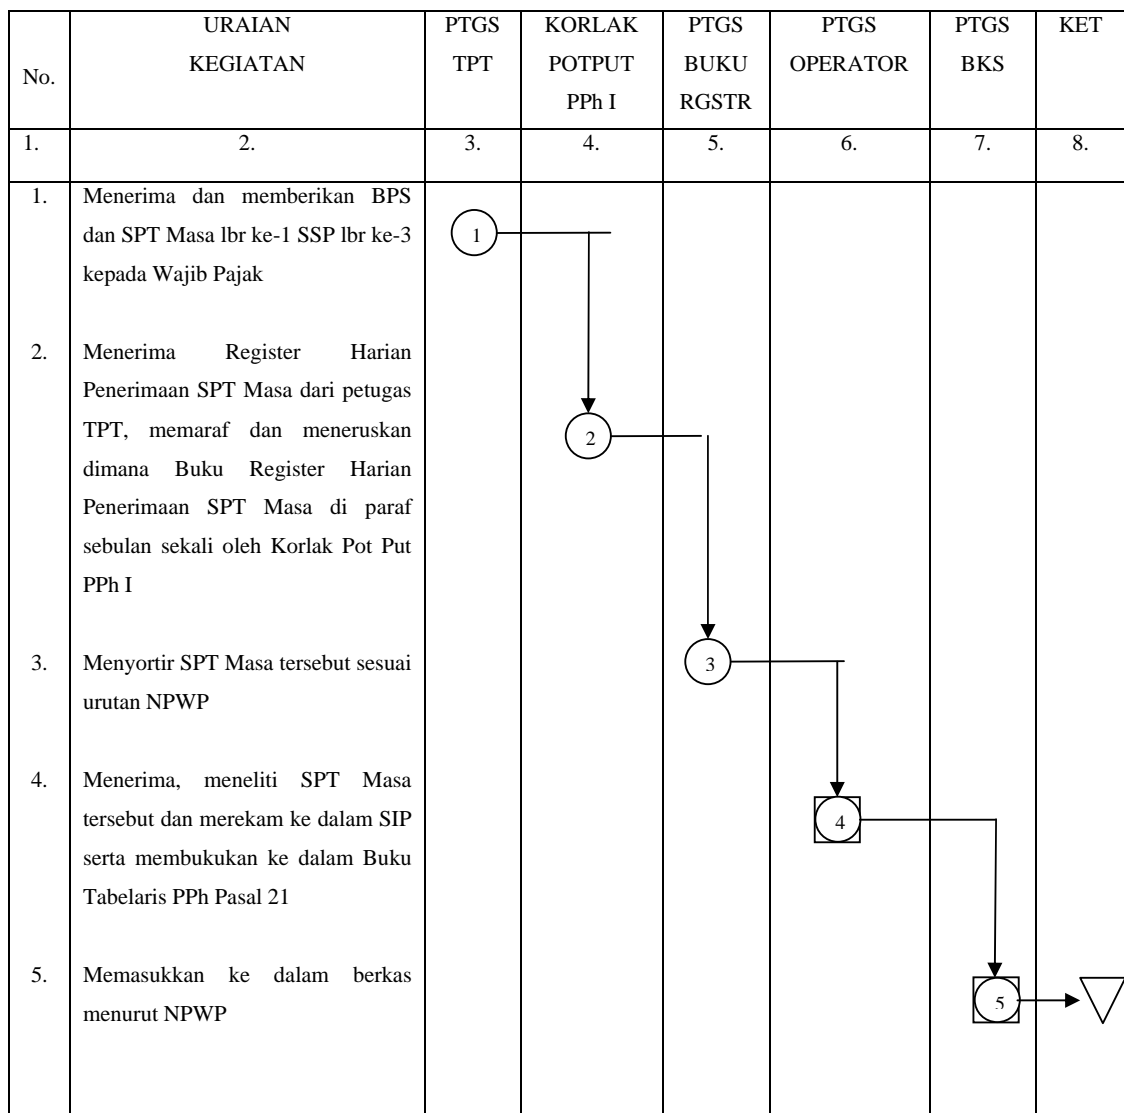 No.
URAIAN
KEGIATAN
PTGS
TPT
KORLAK
POTPUT
PPh I
PTGS
BUKU
RGSTR
PTGS
OPERATOR
PTGS
BKS
KET
1.
2.
3.
4.
5.
6.
7.
8.
1.
Menerima dan memberikan BPS
dan SPT Masa lbr ke-1 SSP lbr ke-3
kepada Wajib Pajak
1
2.
Menerima Register Harian
Penerimaan SPT Masa dari petugas
TPT, memaraf dan meneruskan
dimana Buku Register Harian
Penerimaan SPT Masa di paraf
sebulan sekali oleh Korlak Pot Put
PPh I
2
3.
Menyortir SPT Masa tersebut sesuai
urutan NPWP
3
4.
Menerima, meneliti SPT Masa
tersebut dan merekam ke dalam SIP
serta membukukan ke dalam Buku
Tabelaris PPh Pasal 21
4
5.
Memasukkan ke dalam berkas
menurut NPWP
5